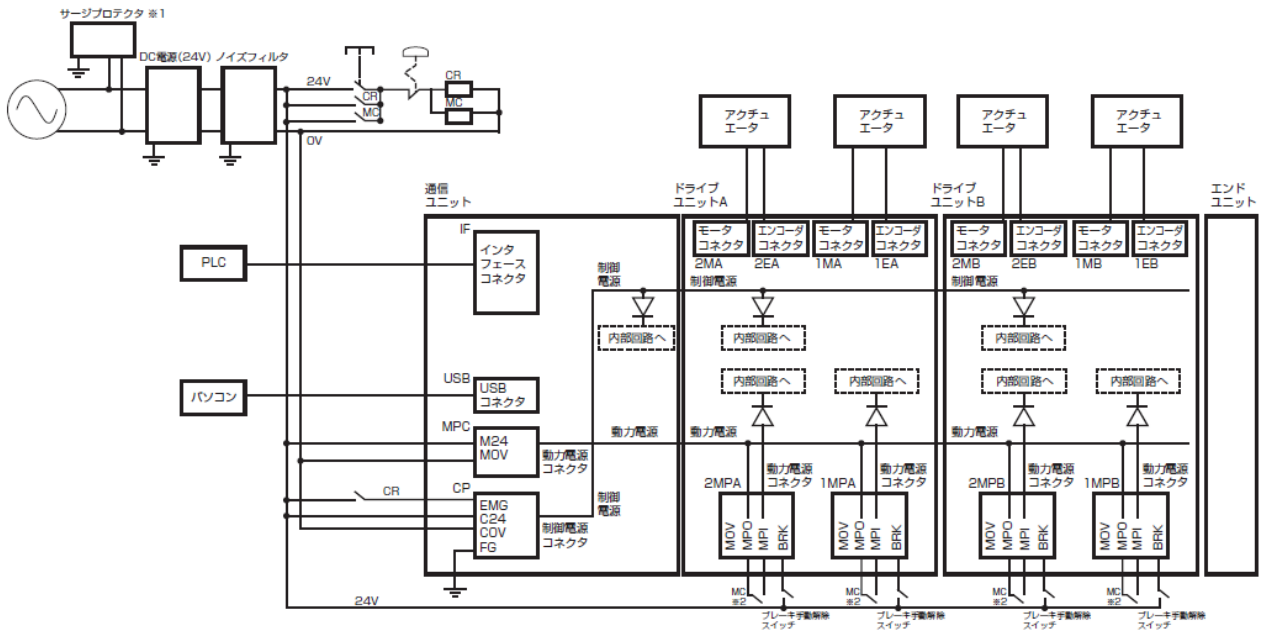 サージプロテクタ ※1
DC電源(24V) ノイズフィルタ
24V
CR
MC
CR
MC
0V
アクチュ
エータ
アクチュ
エータ
アクチュ
エータ
アクチュ
エータ
通信
ユニット
ドライブ
ユニットA
ドライブ
ユニットB
エンド
ユニット
IF
インタ
フェース
コネクタ
PLC
モータ
コネクタ
エンコーダ
コネクタ
モータ
コネクタ
エンコーダ
コネクタ
モータ
コネクタ
エンコーダ
コネクタ
モータ
コネクタ
エンコーダ
コネクタ
2MA
2EA
1MA
1EA
2MB
2EB
1MB
1EB
制御
電源
制御電源
制御電源
内部回路へ
内部回路へ
内部回路へ
内部回路へ
内部回路へ
内部回路へ
内部回路へ
パソコン
USB
USB
コネクタ
MPC
M24
MOV
動力電源
コネクタ
動力電源
動力電源
動力電源
CR
CP
EMG
C24
COV
FG
制御電源
コネクタ
制御
電源
2MPA
動力電源
コネクタ
MOV
MPO
MPI
BRK
1MPA
動力電源
コネクタ
MOV
MPO
MPI
BRK
2MPB
動力電源
コネクタ
MOV
MPO
MPI
BRK
1MPB
動力電源
コネクタ
MOV
MPO
MPI
BRK
24V
MC
※2
ブレーキ手動解除
スイッチ
MC
※2
ブレーキ手動解除
スイッチ
MC
※2
ブレーキ手動解除
スイッチ
MC
※2
ブレーキ手動解除
スイッチ